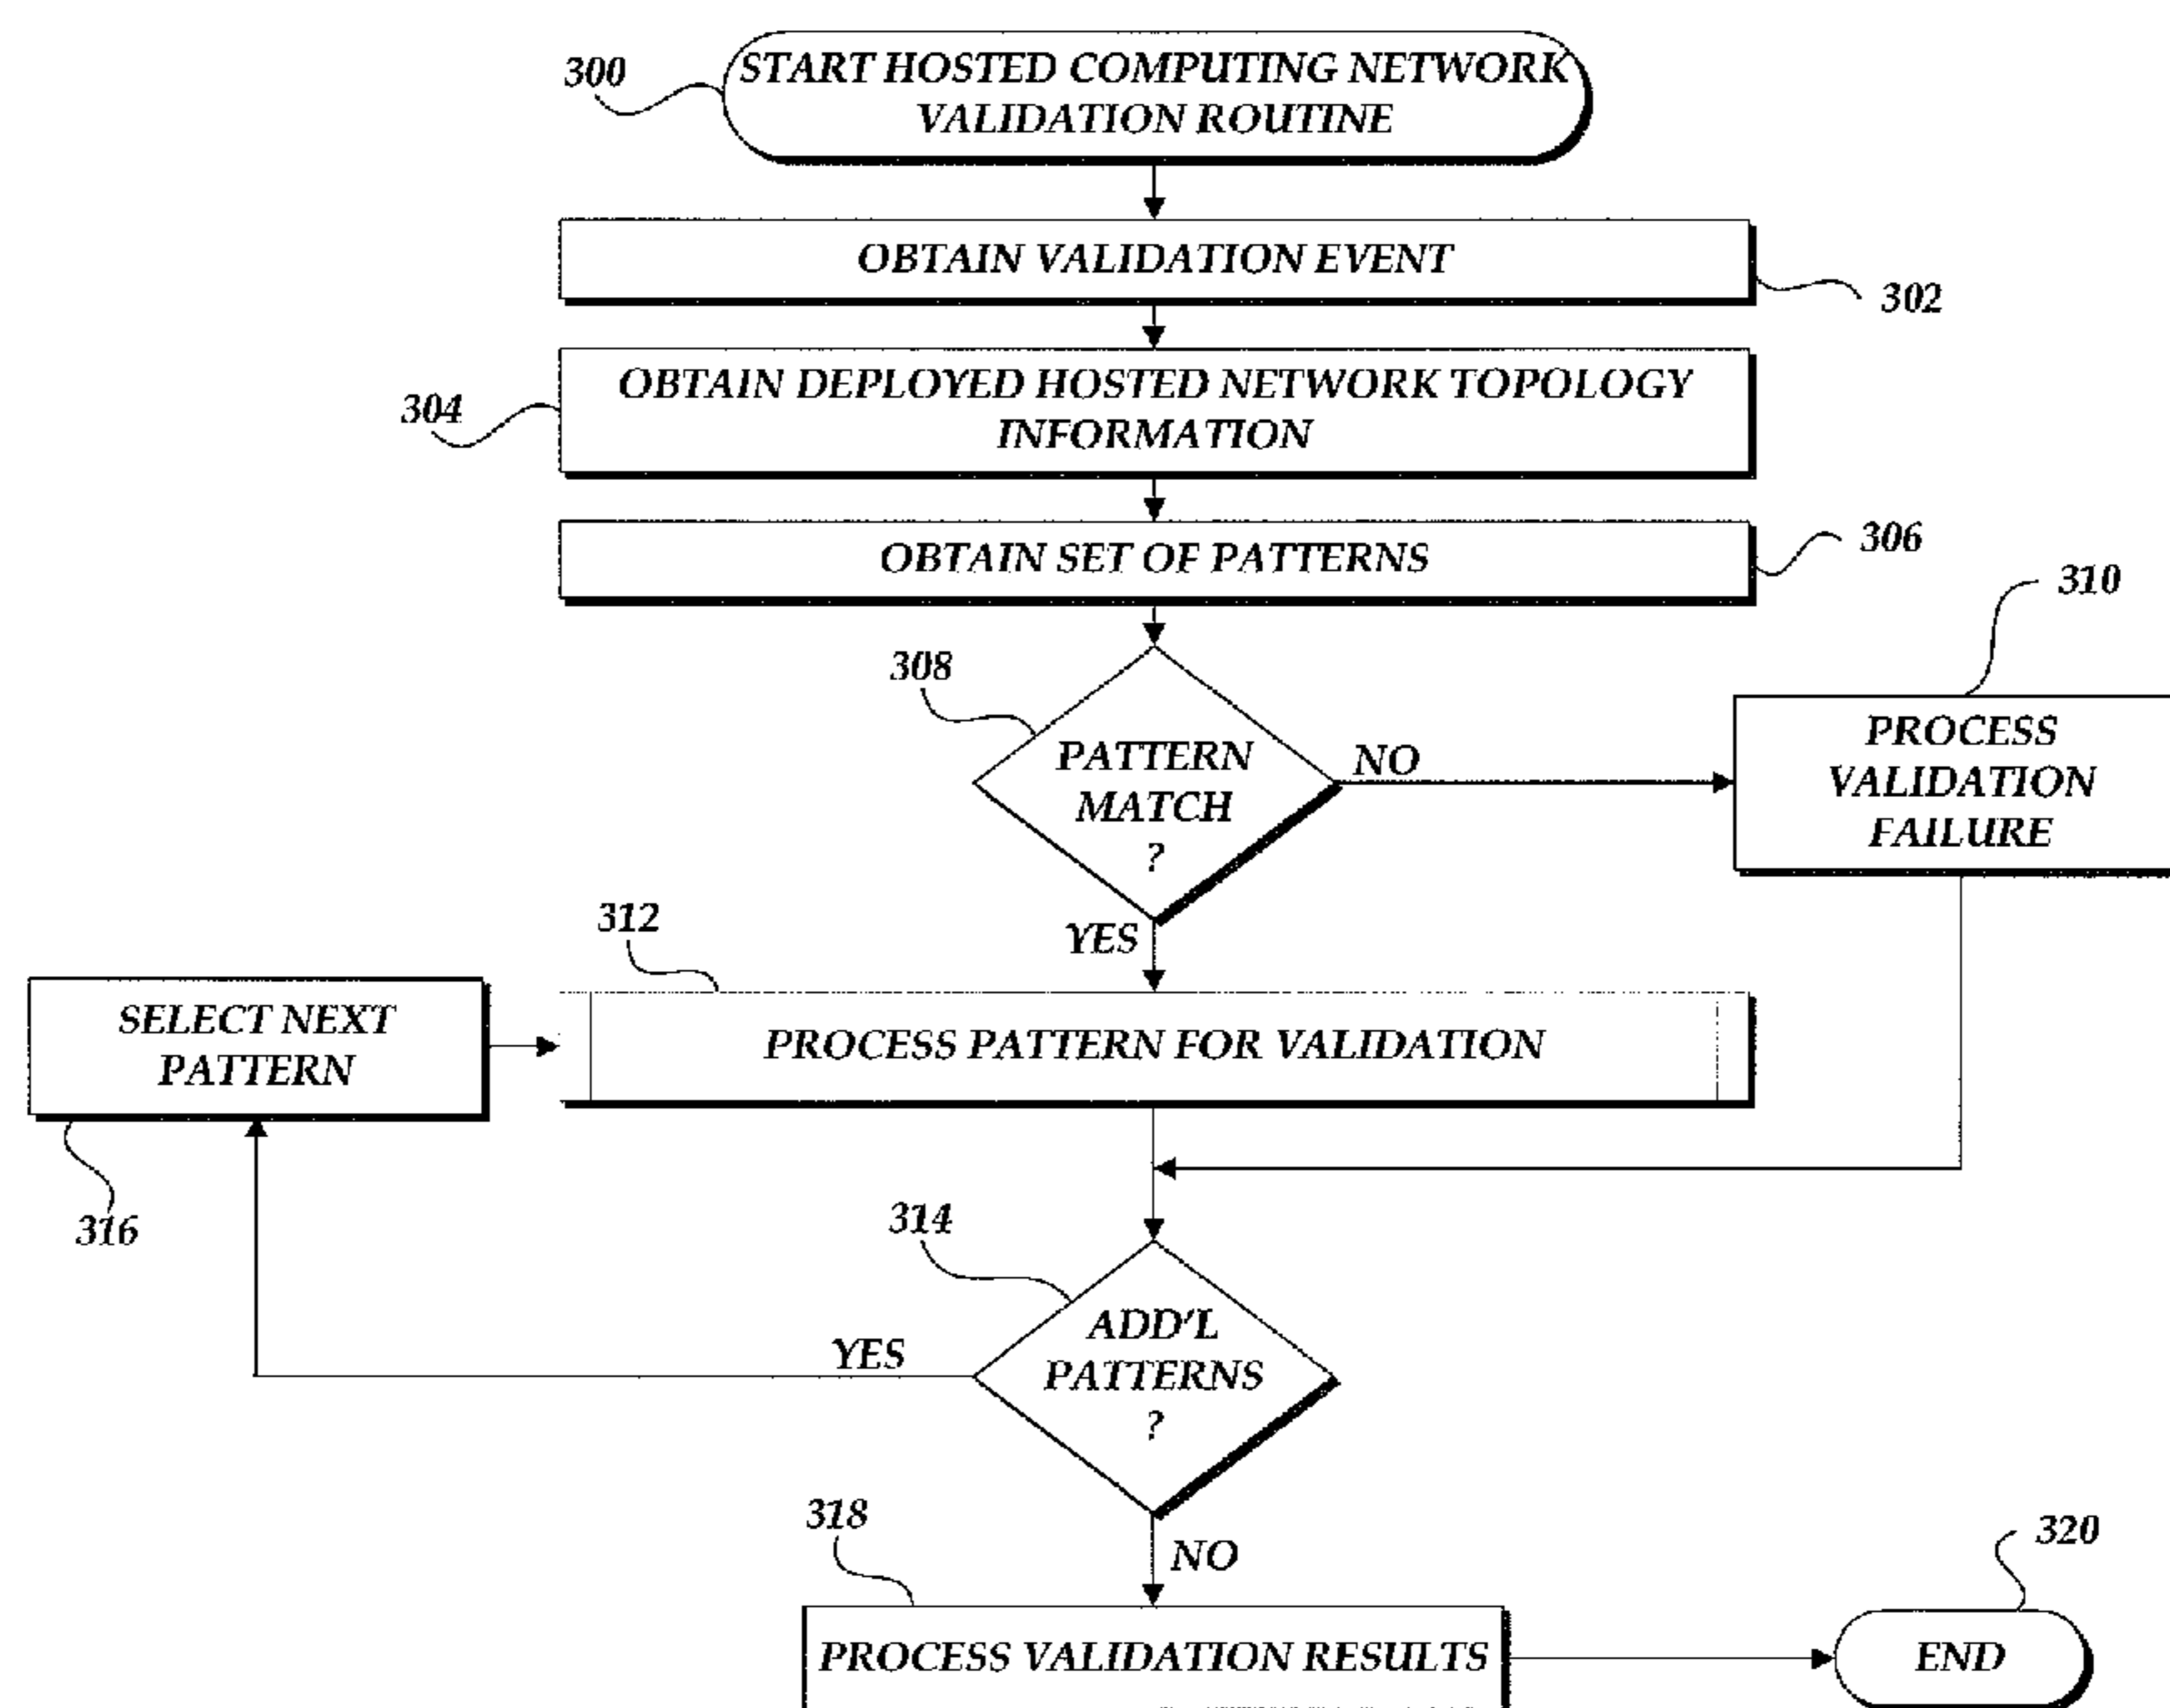 300
START HOSTED COMPUTING NETWORK
VALIDATION ROUTINE
OBTAIN VALIDATION EVENT
302
304
OBTAIN DEPLOYED HOSTED NETWORK TOPOLOGY
INFORMATION
OBTAIN SET OF PATTERNS
306
310
308
PATTERN
MATCH
?
NO
PROCESS
VALIDATION
FAILURE
YES
312
SELECT NEXT
PATTERN
PROCESS PATTERN FOR VALIDATION
316
314
ADD'L
PATTERNS
?
YES
NO
318
320
PROCESS VALIDATION RESULTS
END